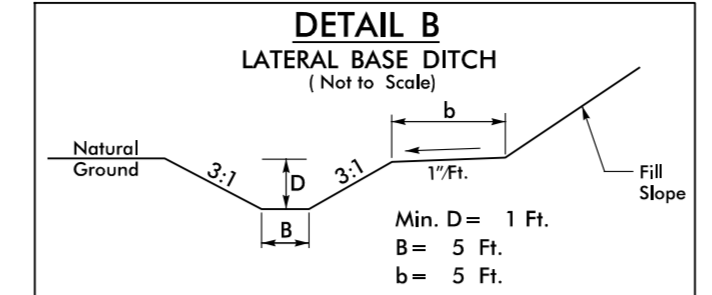 DETAIL B
LATERAL BASE DITCH
( Not to Scale)
b
Natural
Ground
3:1
D
3:1
1"/Ft.
Fill
Slope
B
Min. D= 1 Ft.
B= 5 Ft.
b= 5 Ft.